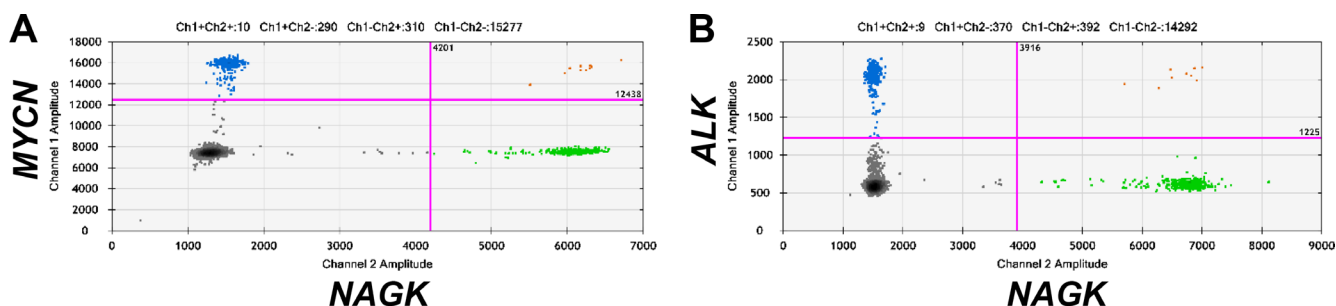 A
Ch1+Ch2+:10 Ch1+Ch2-:290 Ch1-Ch2+:310 Ch1-Ch2-:15277
MYCN
Channel 1 Amplitude
18000
16000
14000
12000
10000
8000
6000
4000
2000
0
4201
12438
0 1000 2000 3000 4000 5000 6000 7000
Channel 2 Amplitude
NAGK
B
Ch1+Ch2+:9 Ch1+Ch2-:370 Ch1-Ch2+:392 Ch1-Ch2-:14292
ALK
Channel 1 Amplitude
2500
2000
1500
1000
500
0
3916
1225
0 1000 2000 3000 4000 5000 6000 7000 8000 9000
Channel 2 Amplitude
NAGK